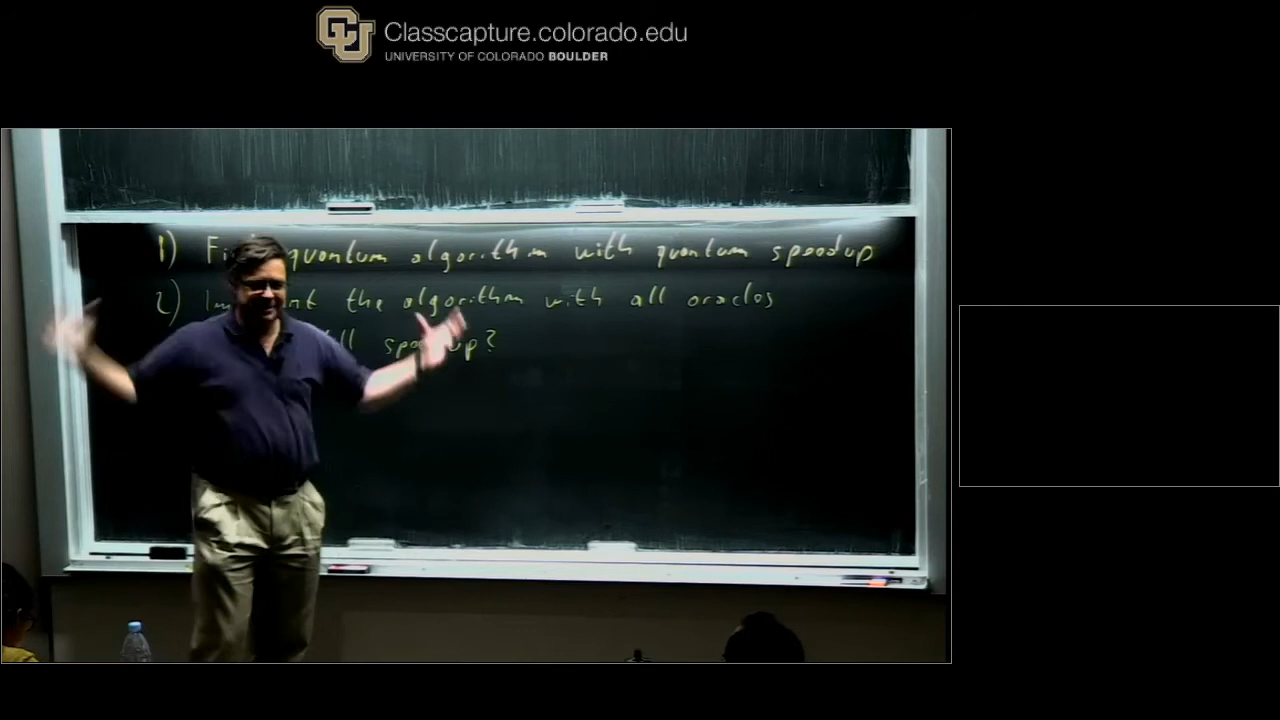 CU Classcapture.colorado.edu
UNIVERSITY OF COLORADO BOULDER
1) quantum algorithm with quantum speedup
2) the algorithm with all oracles
speedup?